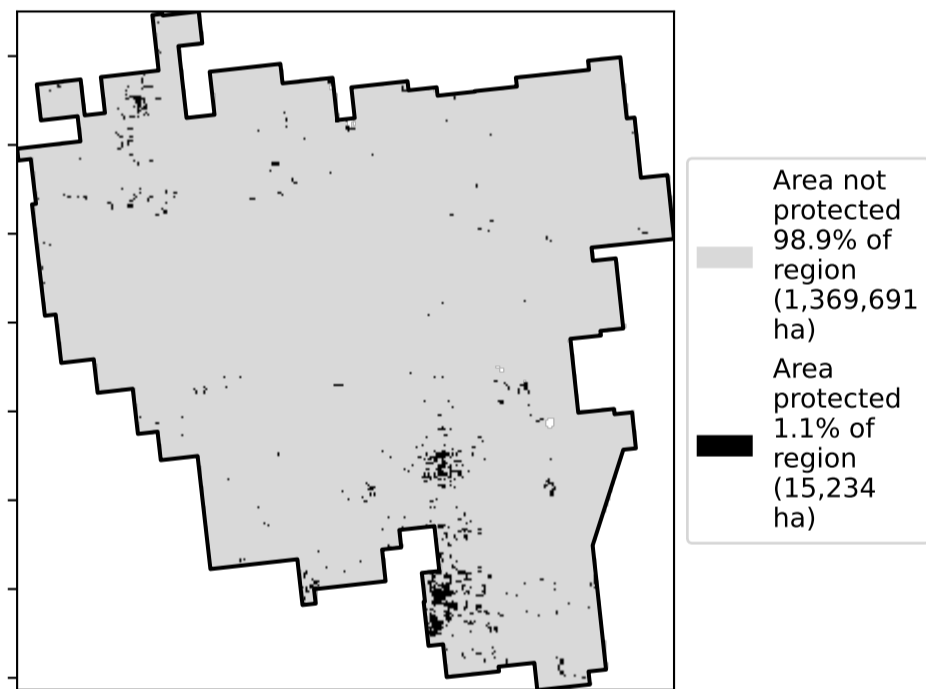 Area not
protected
98.9% of
region
(1,369,691
ha)
Area
protected
1.1% of
region
(15,234
ha)